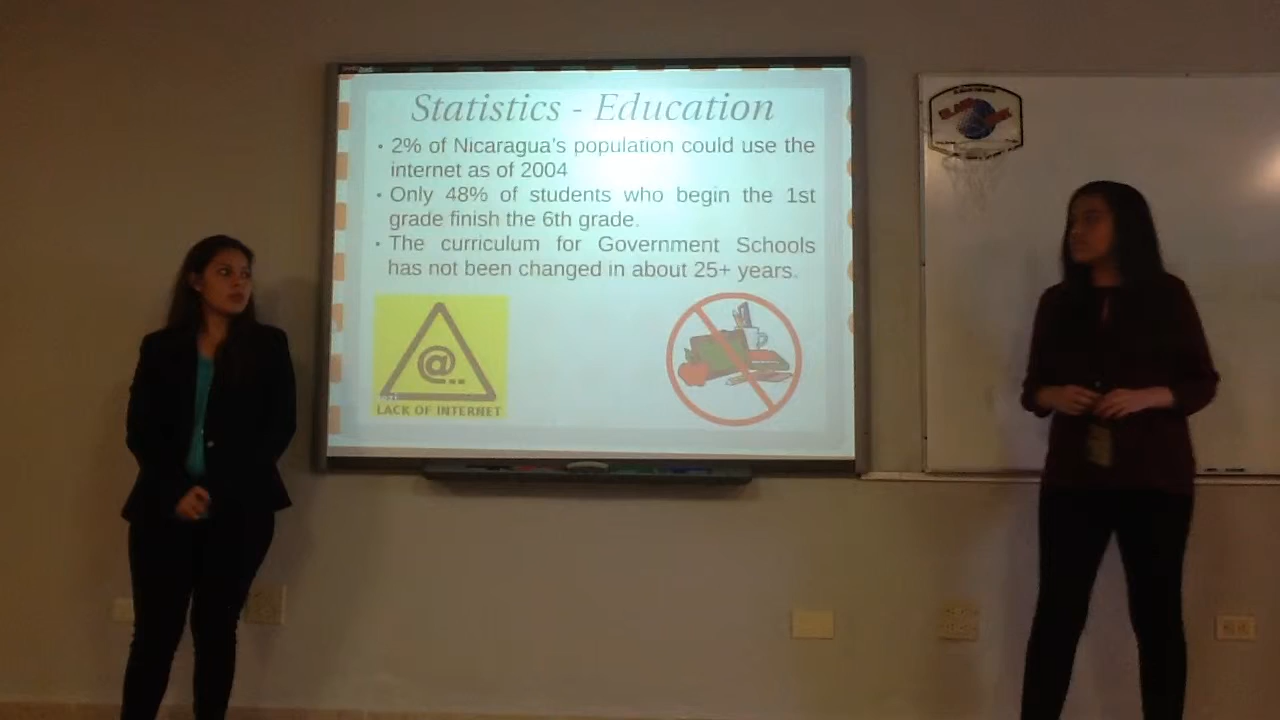 Statistics - Education
• 2% of Nicaragua's population could use the
internet as of 2004
• Only 48% of students who begin the 1st
grade finish the 6th grade.
• The curriculum for Government Schools
has not been changed in about 25+ years.
@..
LACK OF INTERNET